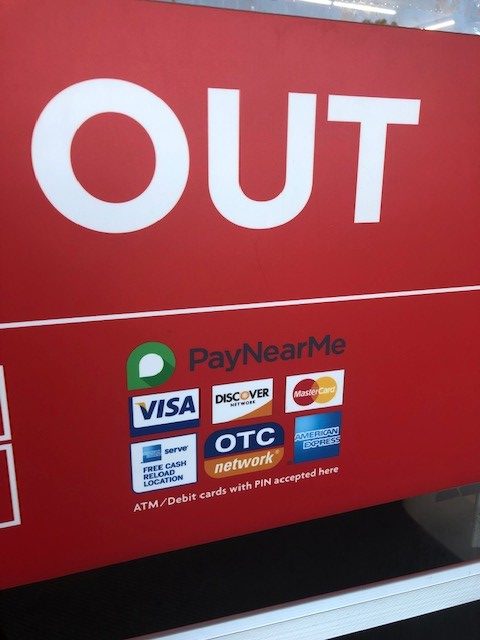 OUT
PayNearMe
VISA
DISCOVER
NETWORK
MasterCard
serve
FREE CASH
RELOAD
LOCATION
OTC
network
AMERICAN
EXPRESS
ATM/Debit cards with PIN accepted here